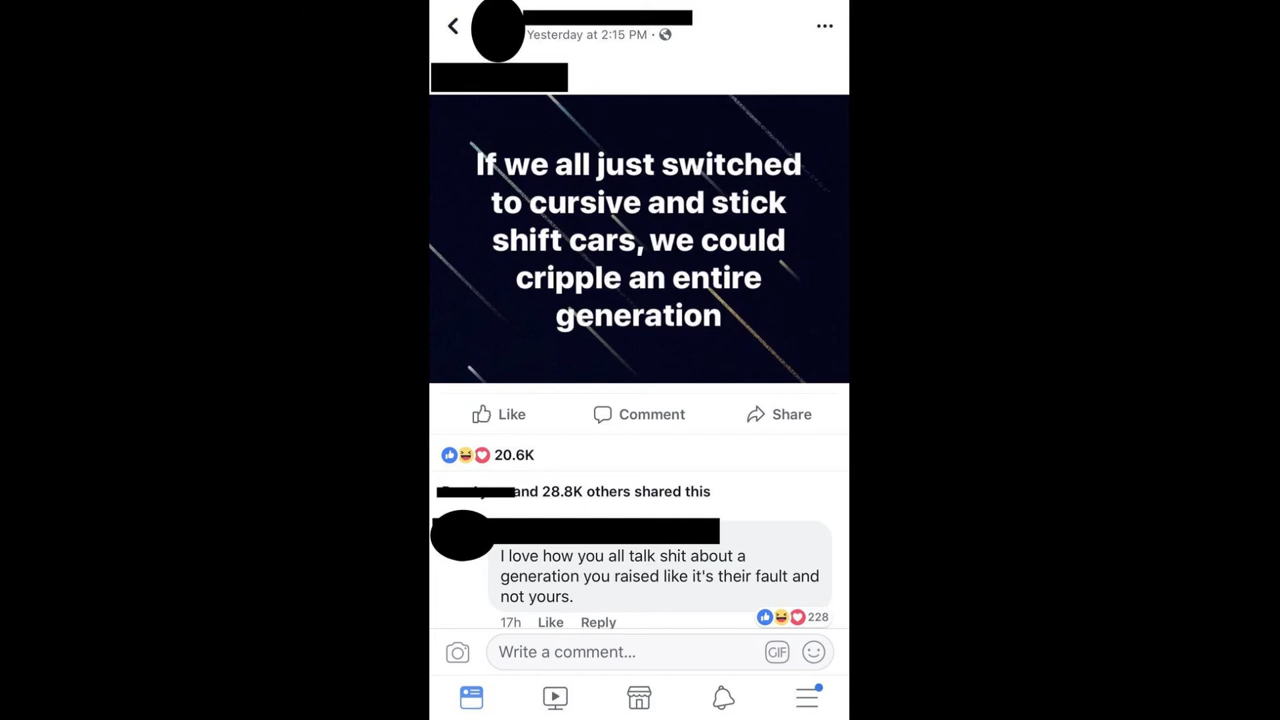 Yesterday at 2:15 PM ·
If we all just switched
to cursive and stick
shift cars, we could
cripple an entire
generation
Like Comment Share
20.6K
and 28.8K others shared this
I love how you all talk shit about a
generation you raised like it's their fault and
not yours.
17h Like Reply 228
Write a comment... GIF